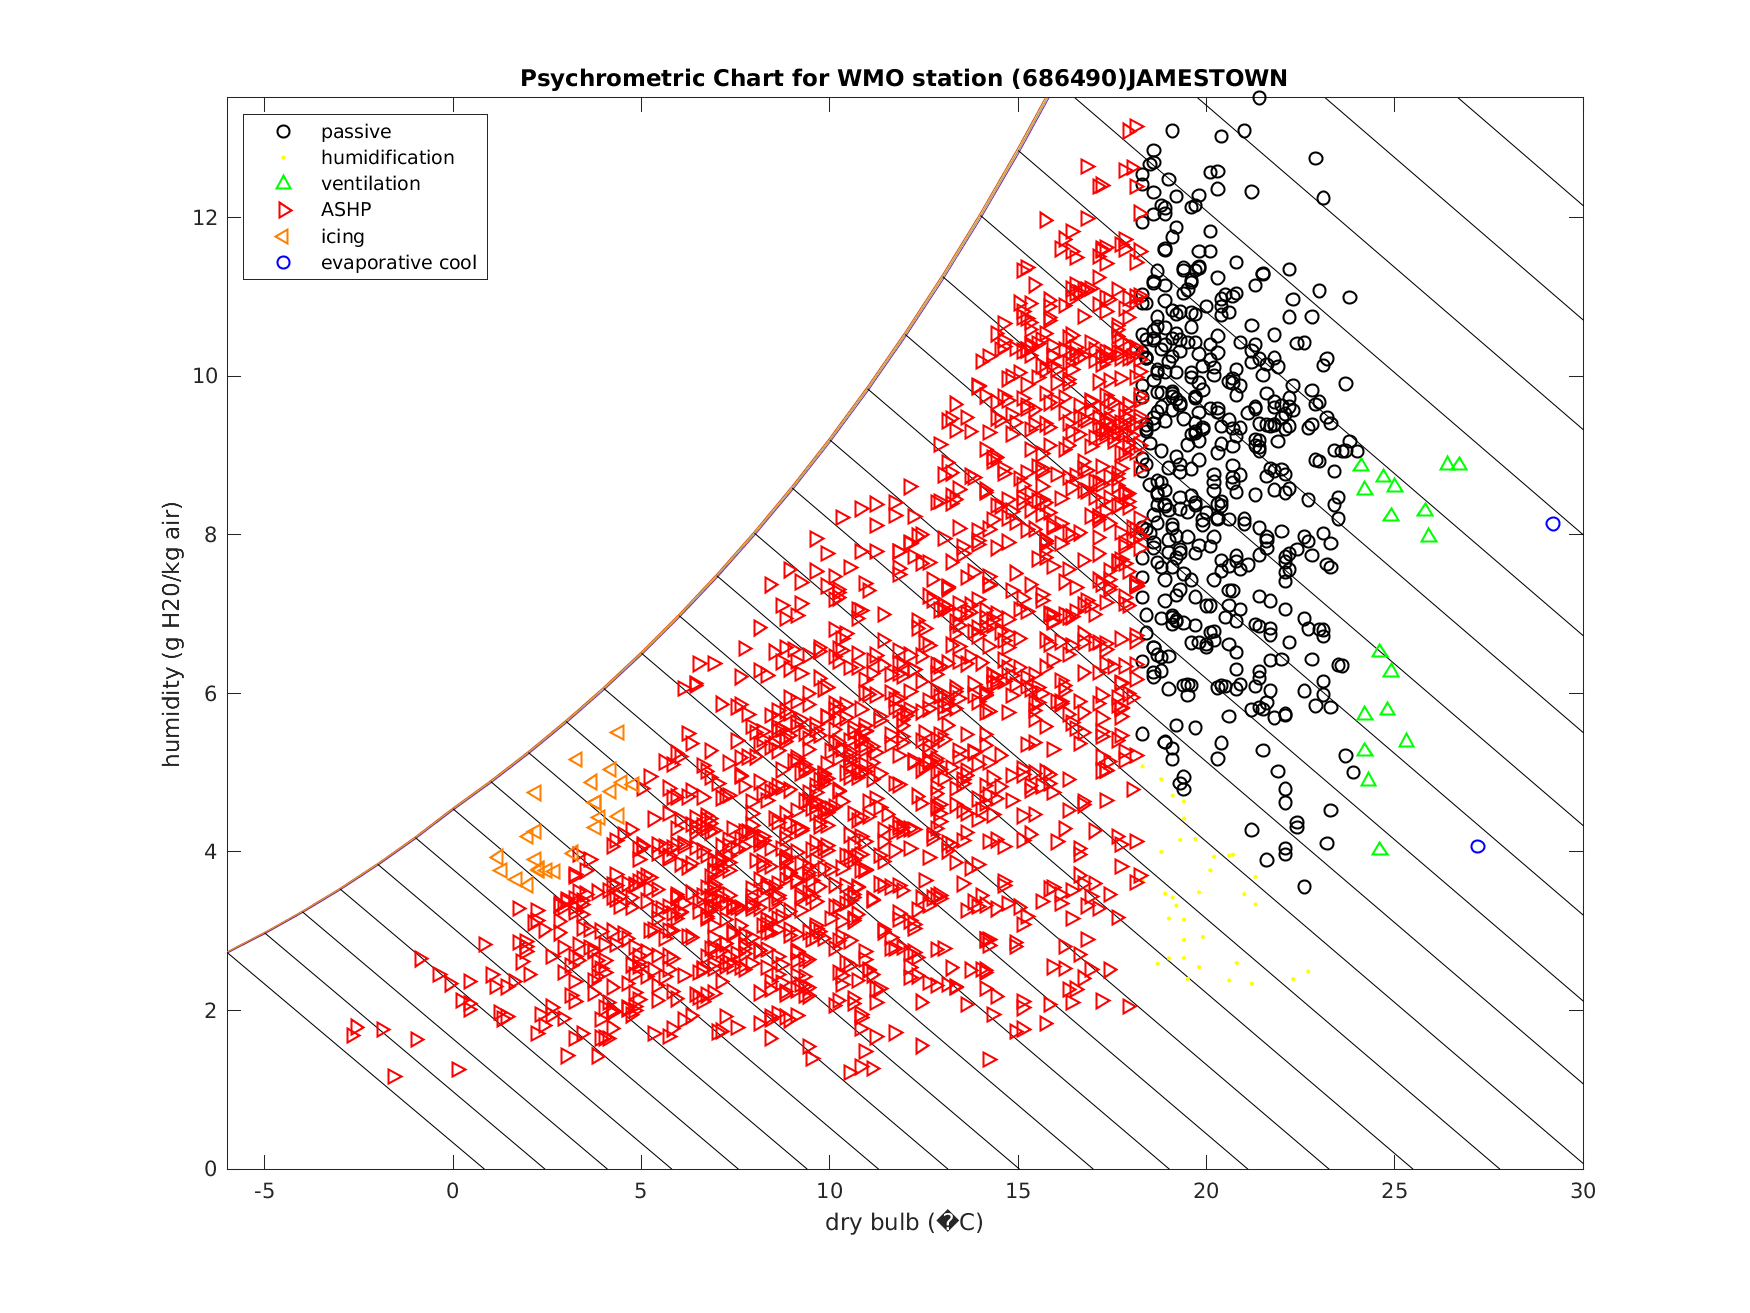 Psychrometric Chart for WMO station (686490)JAMESTOWN
passive
humidification
ventilation
ASHP
icing
evaporative cool
humidity (g H20/kg air)
12
10
8
6
4
2
0
-5 0 5 10 15 20 25 30
dry bulb (�C)